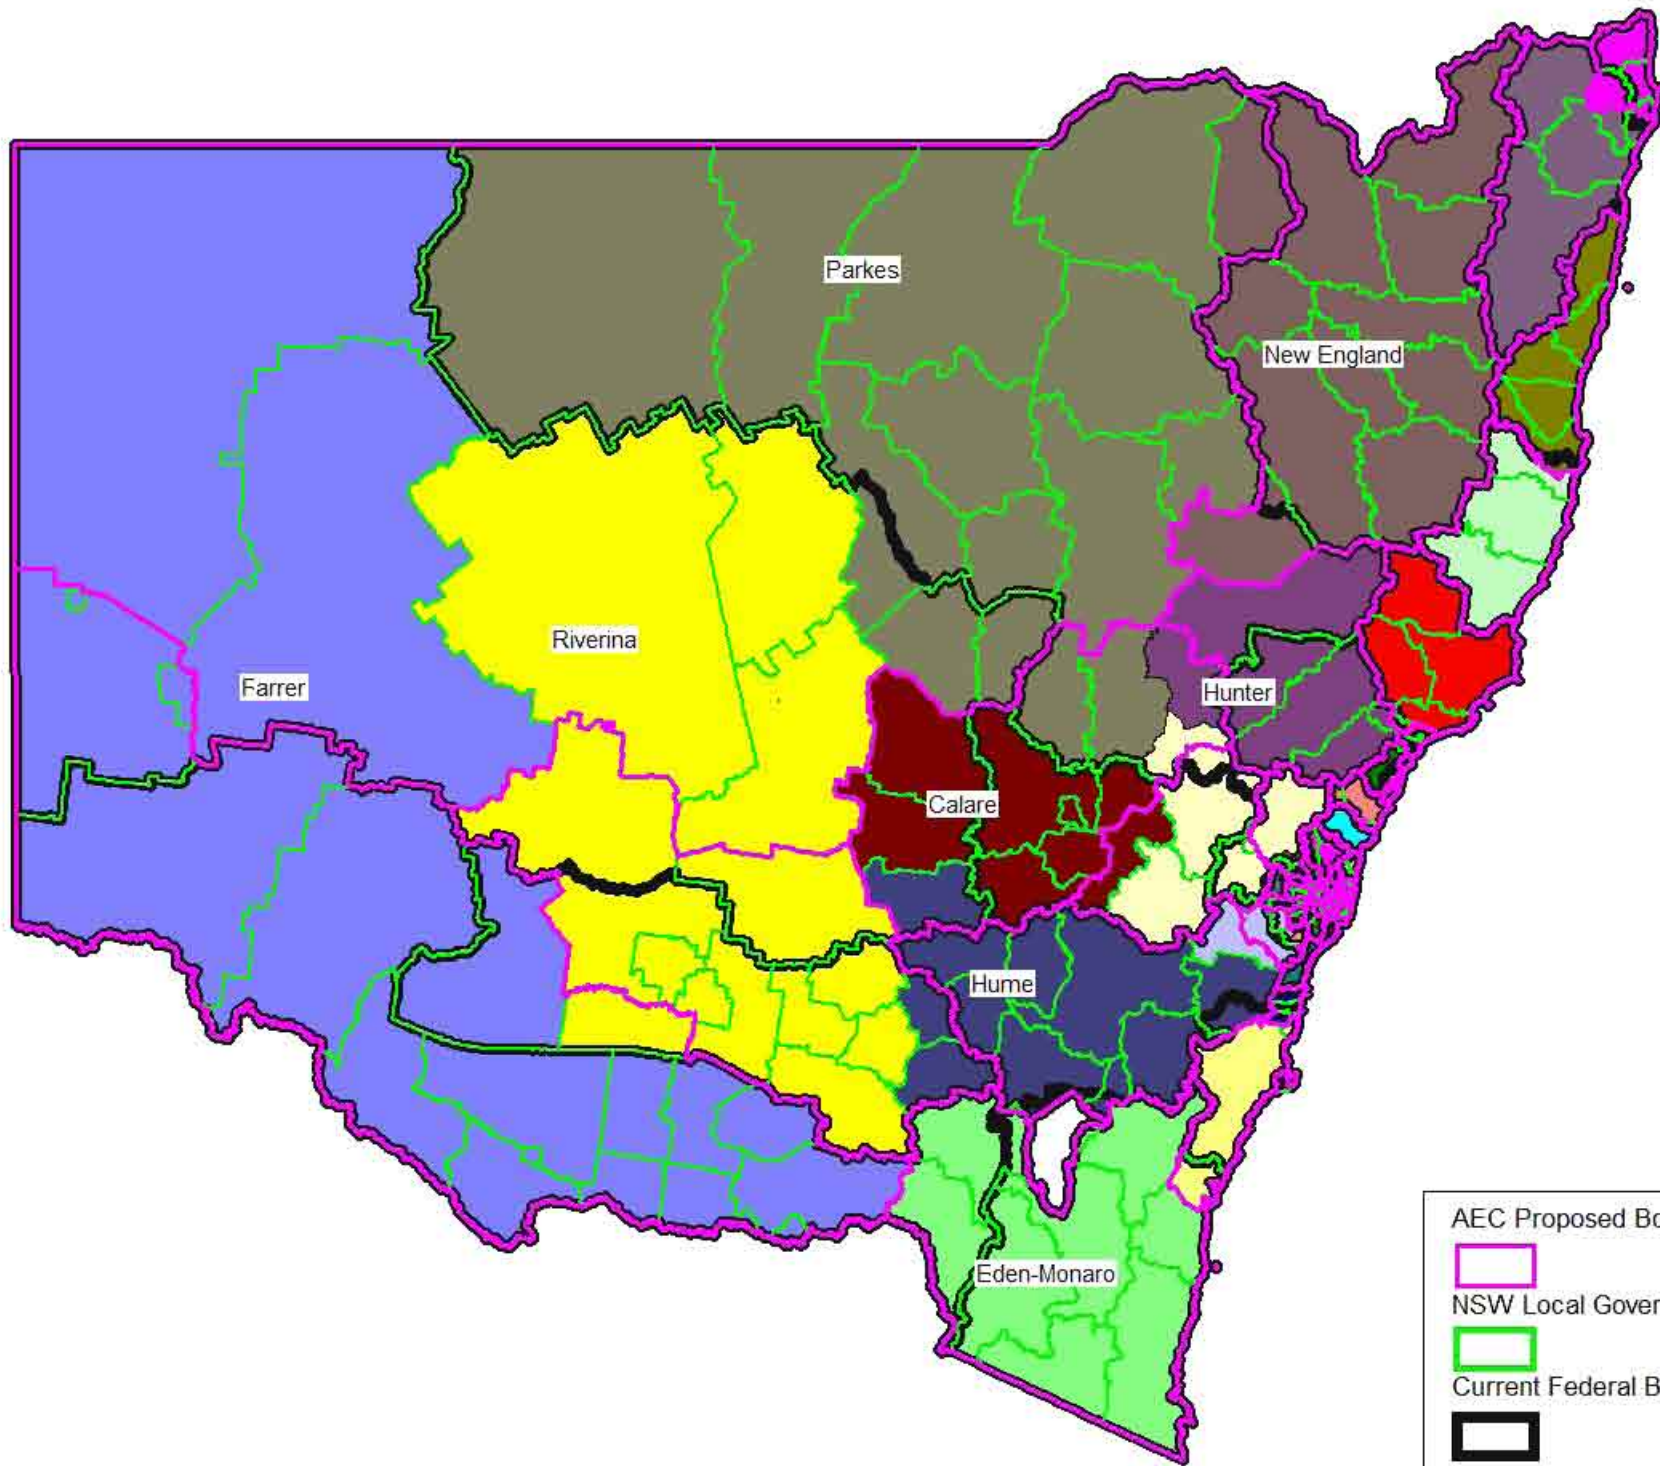 Parkes
New England
Riverina
Farrer
Hunter
Calare
Hume
Eden-Monaro
AEC Proposed Bo
NSW Local Gover
Current Federal B